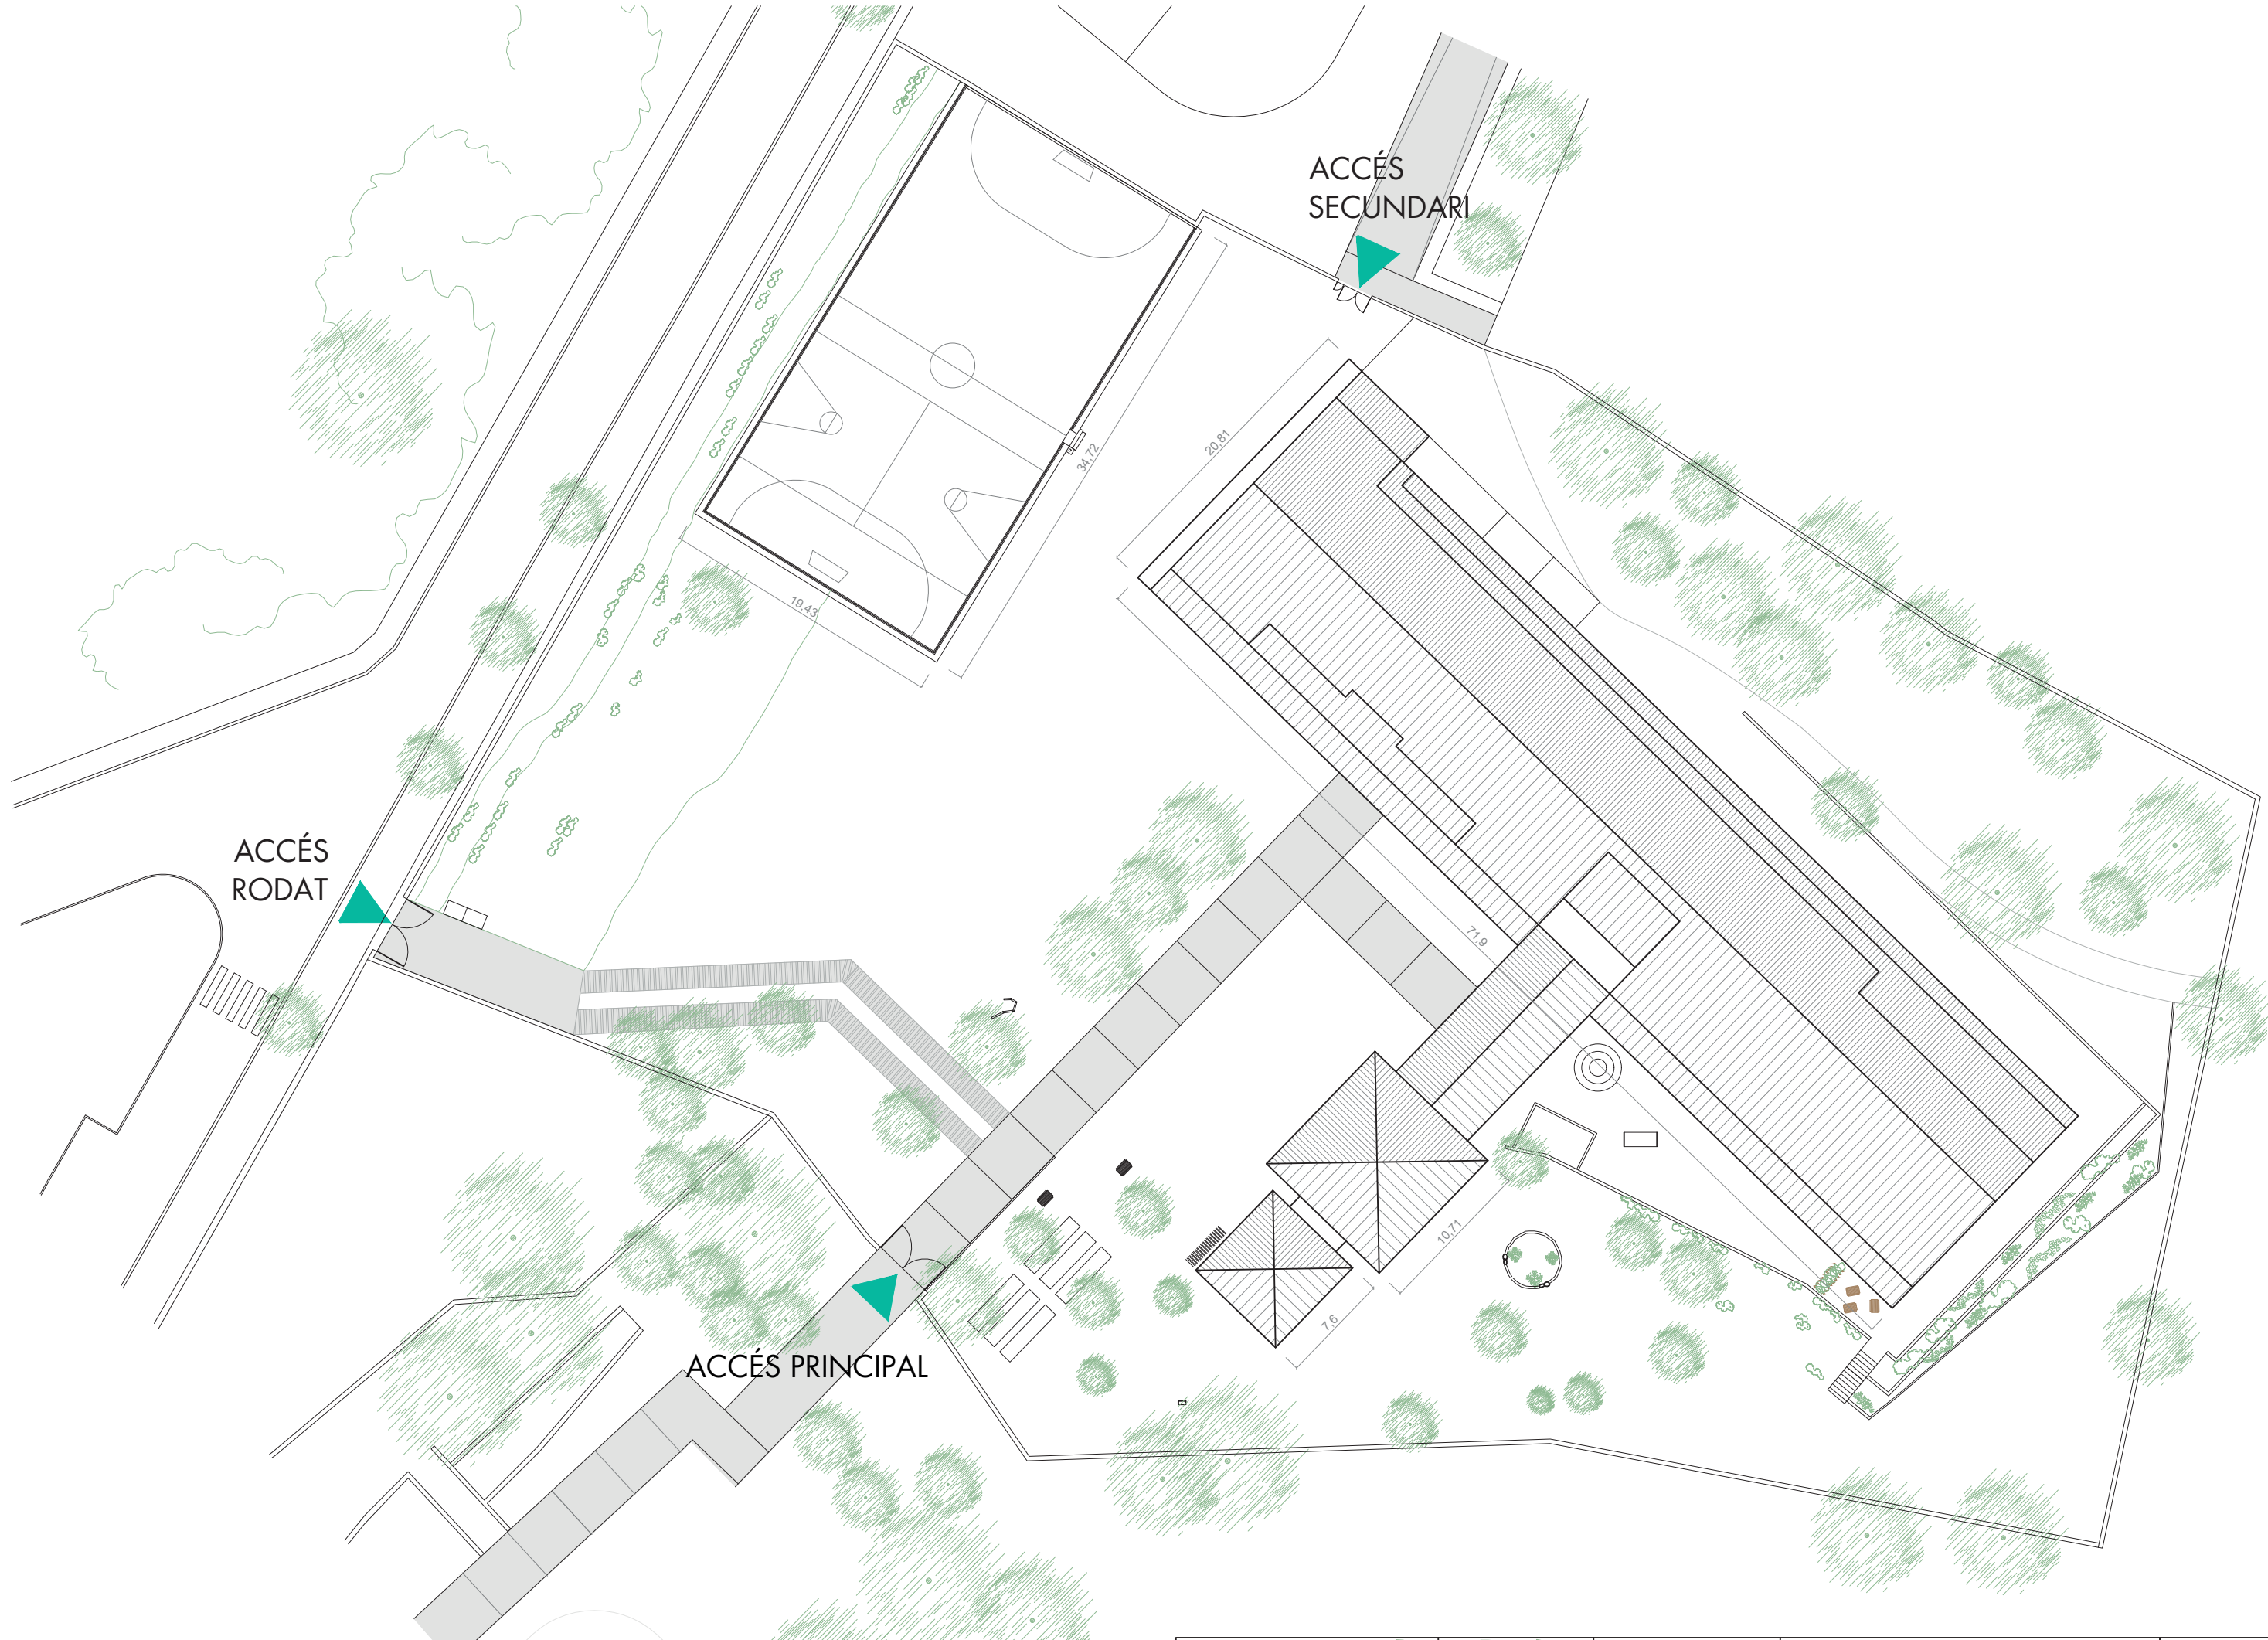 ACCÉS
SECUNDARI
20,81
34,72
19,43
ACCÉS
RODAT
71,9
10,71
7,6
ACCÉS PRINCIPAL